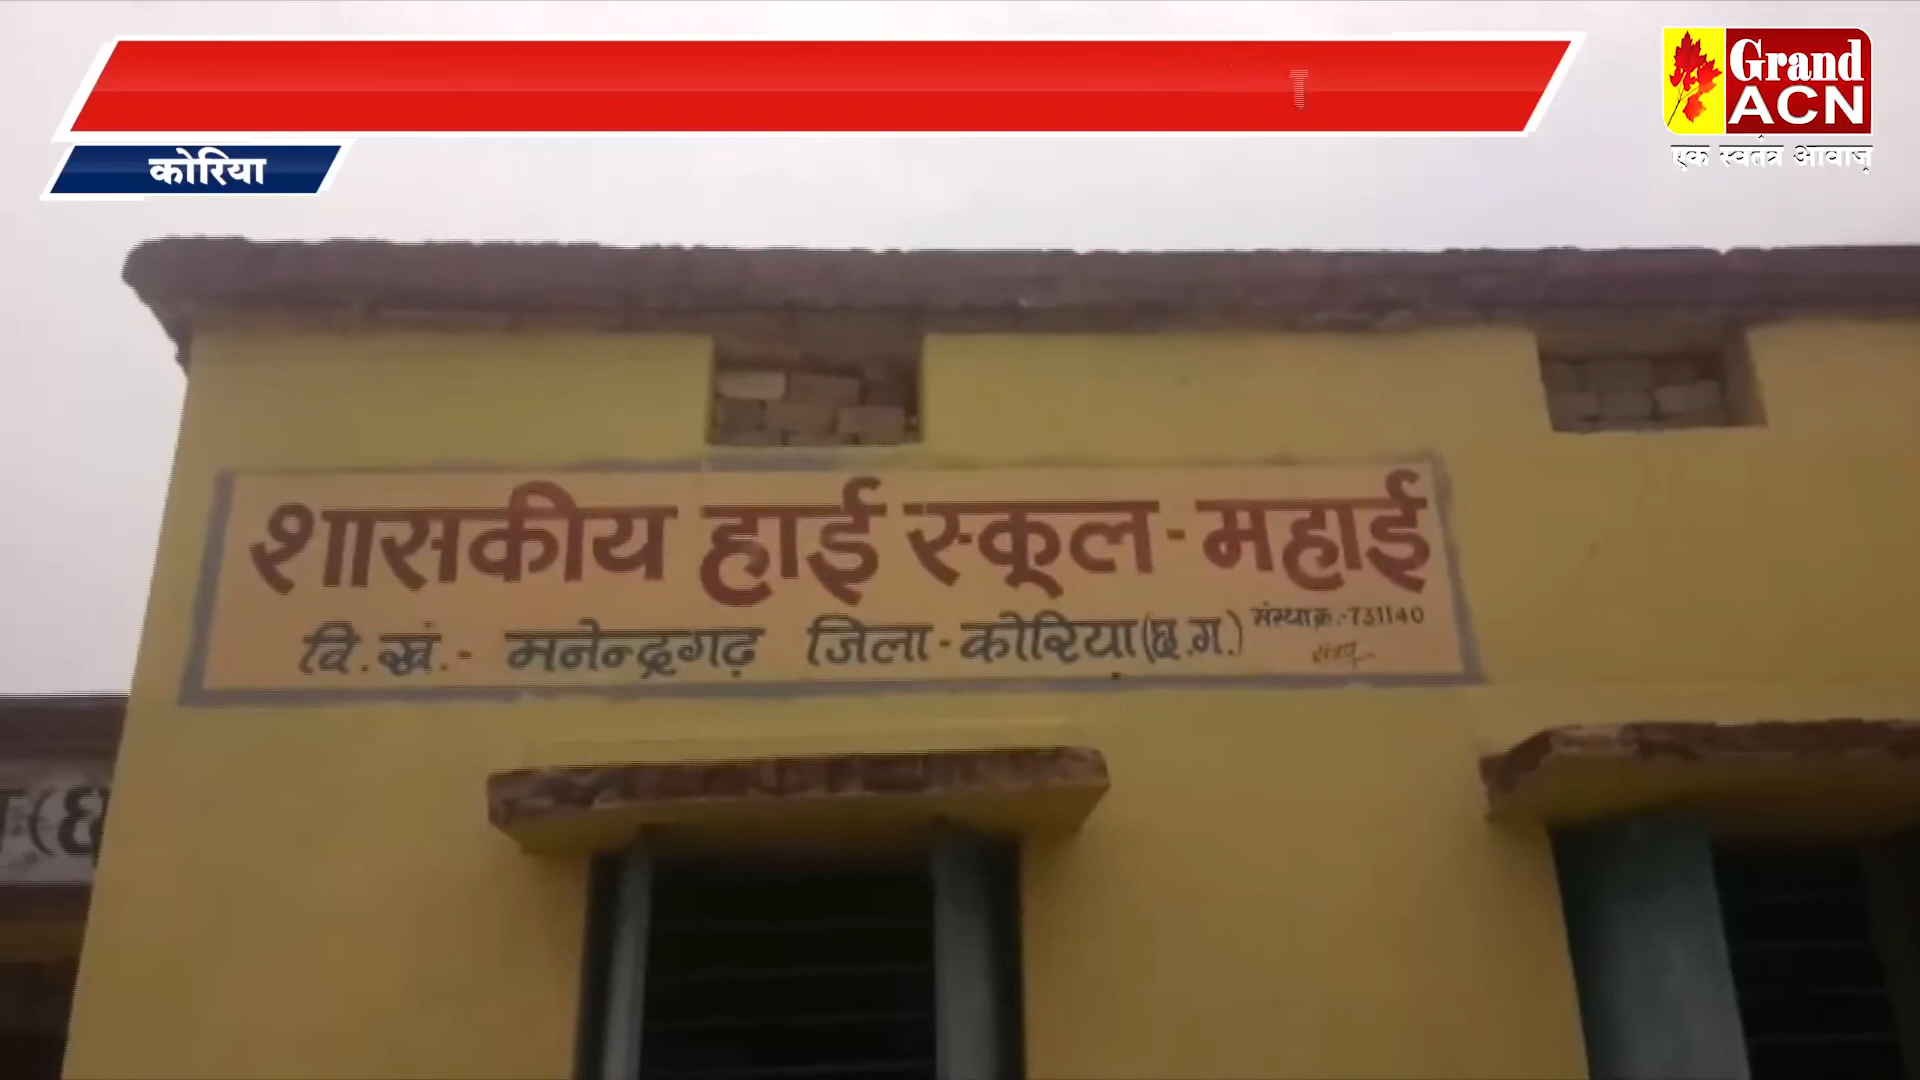 Grand
ACN
एक स्वतंत्र आवाज़
कोरिया
शासकीय हाई स्कूल - महाई
वि. खं. - मनेन्द्रगढ़ जिला - कोरिया (छ.ग.) संस्था क्र. - 731140